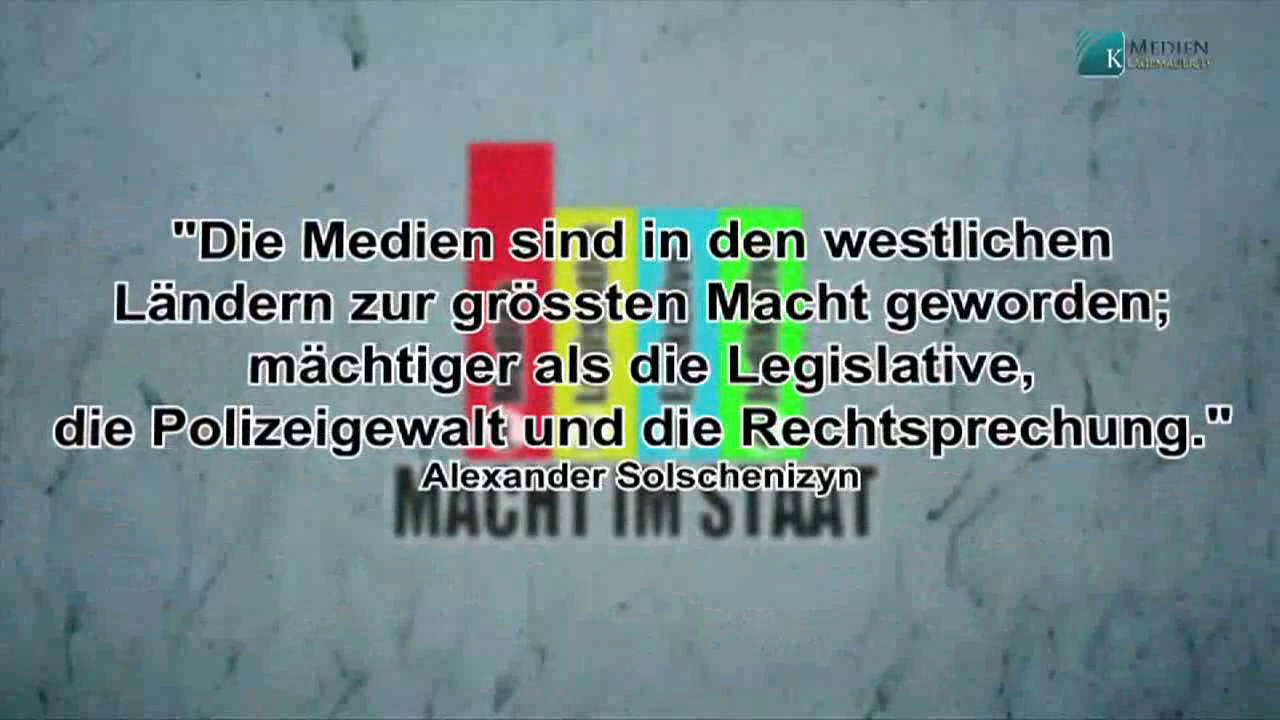 K MEDIEN
"Die Medien sind in den westlichen
Ländern zur grössten Macht geworden;
mächtiger als die Legislative,
die Polizeigewalt und die Rechtsprechung."
Alexander Solschenizyn
MACHT IM STAAT